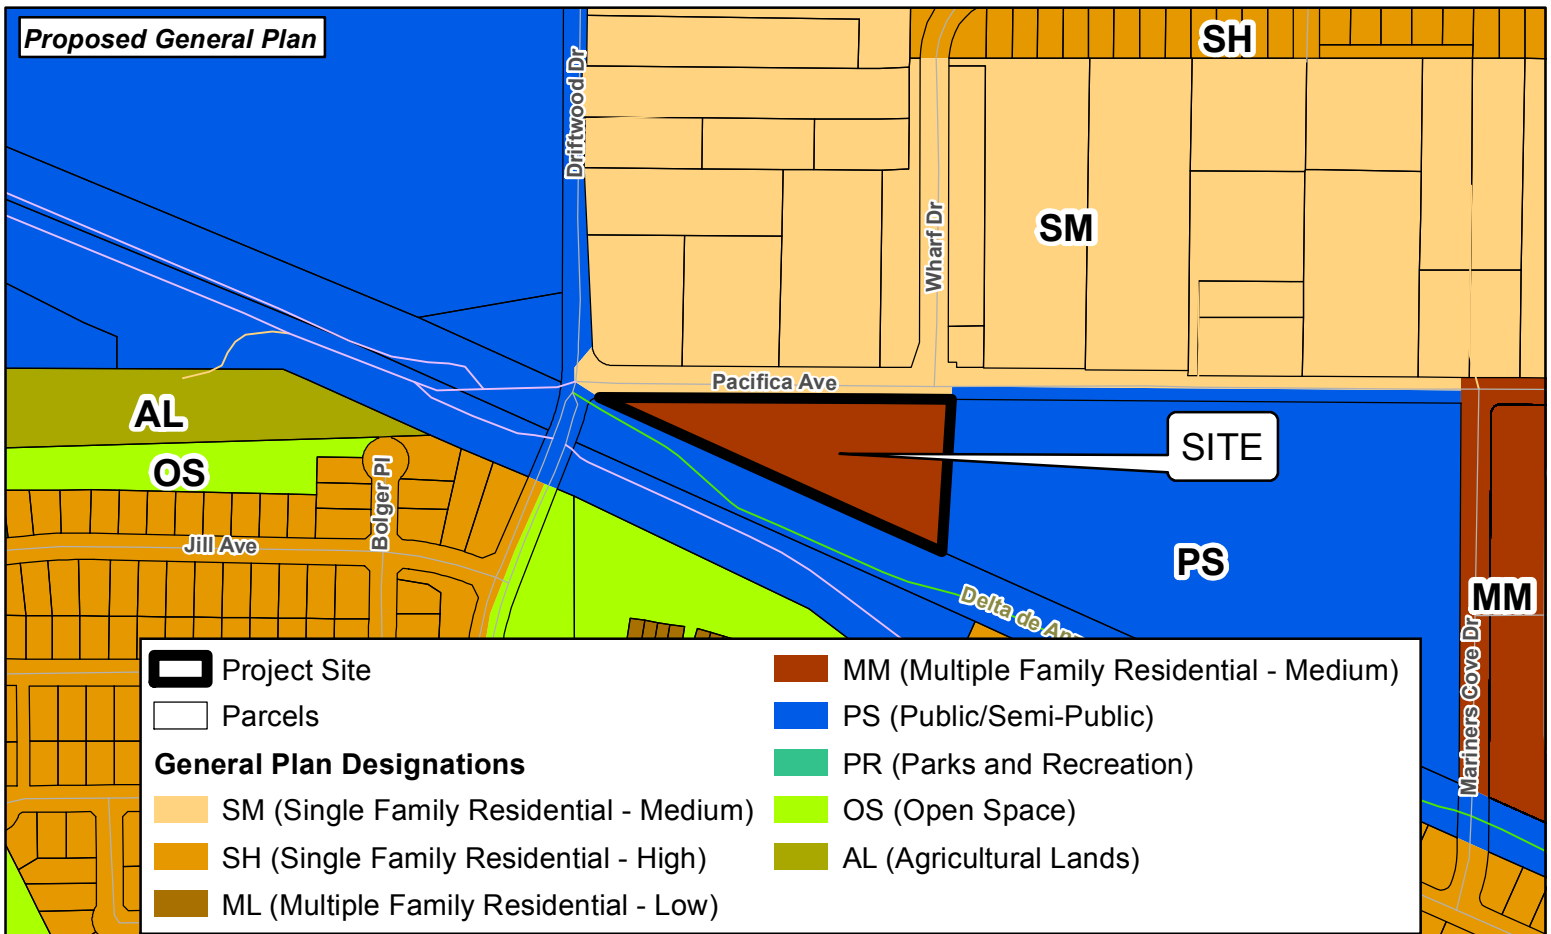 Proposed General Plan
SH
Driftwood Dr
Wharf Dr
SM
Pacifica Ave
AL
SITE
OS
Bolger Pl
Jill Ave
PS
Delta de
MM
Mariners Cove Dr
Project Site
Parcels
General Plan Designations
SM (Single Family Residential - Medium)
SH (Single Family Residential - High)
ML (Multiple Family Residential - Low)
MM (Multiple Family Residential - Medium)
PS (Public/Semi-Public)
PR (Parks and Recreation)
OS (Open Space)
AL (Agricultural Lands)